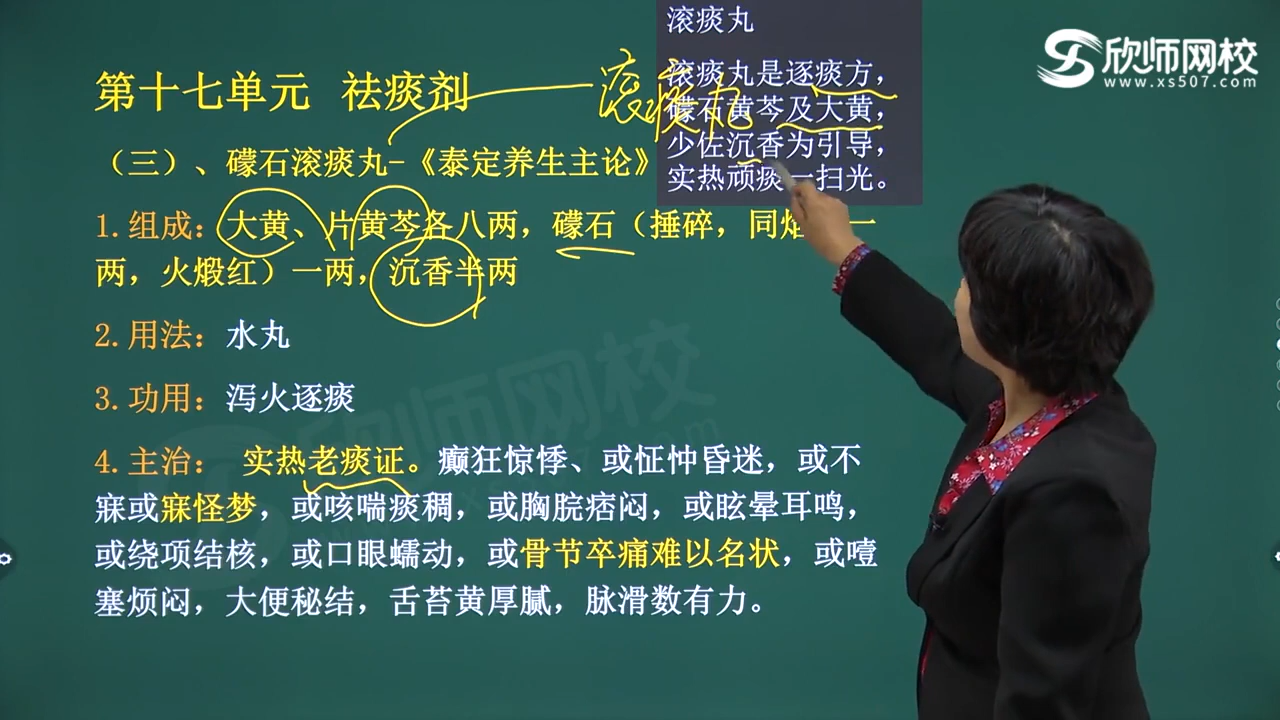 滚痰丸
滚痰丸是逐痰方，
礞石黄芩及大黄，
少佐沉香为引导，
实热顽痰一扫光。
欣师网校
www.xs507.com
第十七单元 祛痰剂
滚痰丸
（三）、礞石滚痰丸-《泰定养生主论》
1.组成：大黄、片黄芩各八两，礞石（捶碎，同焰 一
两，火煅红）一两，沉香半两
2.用法：水丸
3.功用：泻火逐痰
4.主治： 实热老痰证。癫狂惊悸、或怔忡昏迷，或不
寐或寐怪梦，或咳喘痰稠，或胸脘痞闷，或眩晕耳鸣，
或绕项结核，或口眼蠕动，或骨节卒痛难以名状，或噎
塞烦闷，大便秘结，舌苔黄厚腻，脉滑数有力。
欣师网校